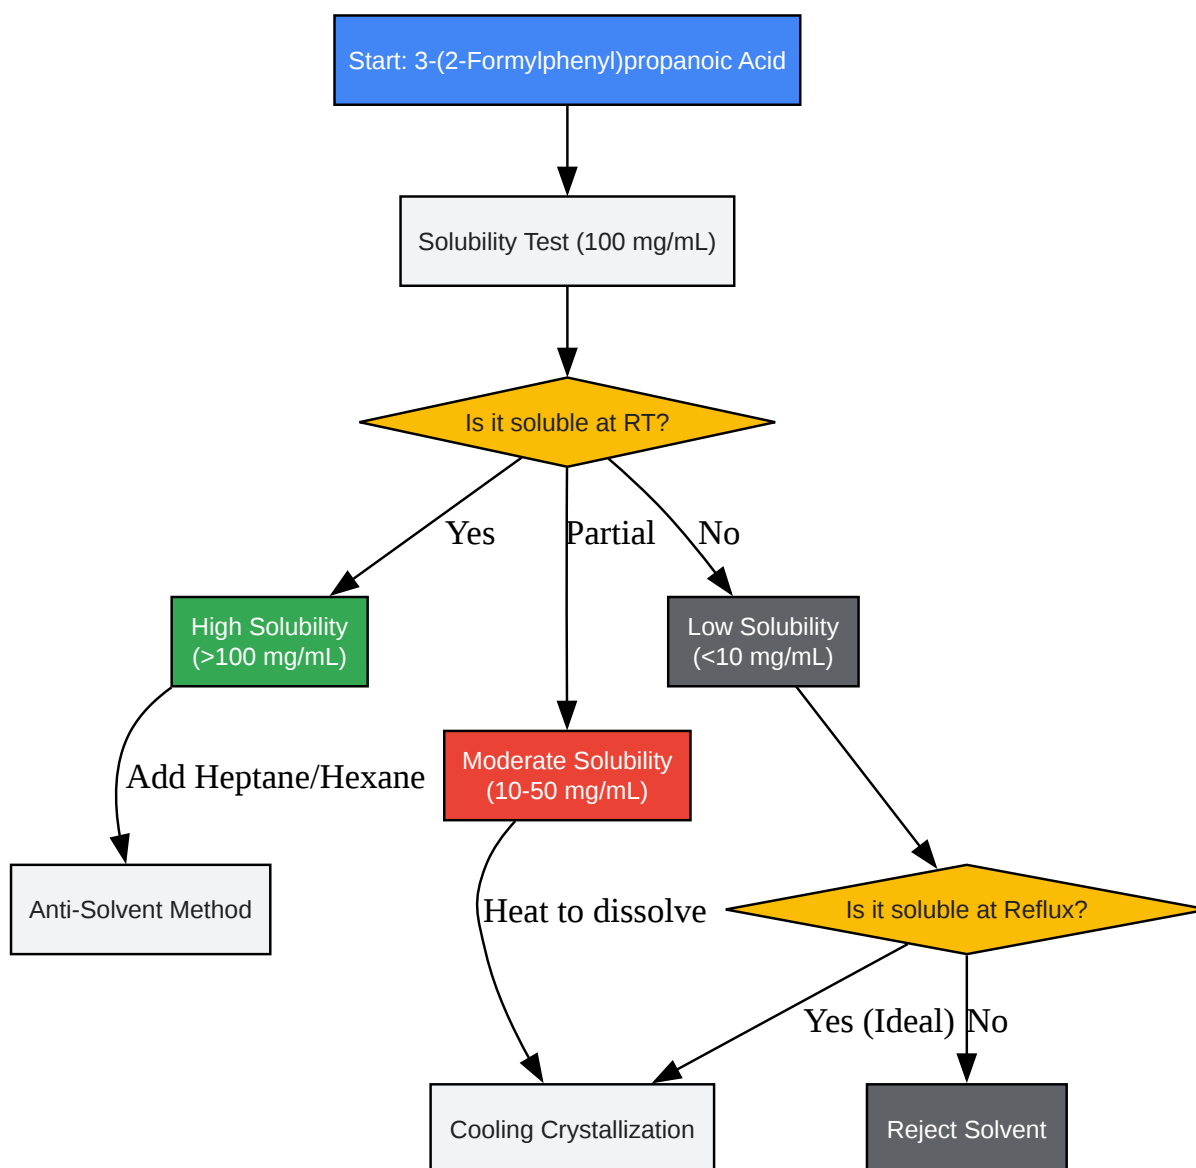 Start: 3-(2-Formylphenyl)propanoic Acid
Solubility Test (100 mg/mL)
Is it soluble at RT?
Yes
Partial
No
High Solubility
(>100 mg/mL)
Low Solubility
(<10 mg/mL)
Add Heptane/Hexane
Moderate Solubility
(10-50 mg/mL)
Anti-Solvent Method
Heat to dissolve
Is it soluble at Reflux?
Yes (Ideal)
No
Cooling Crystallization
Reject Solvent